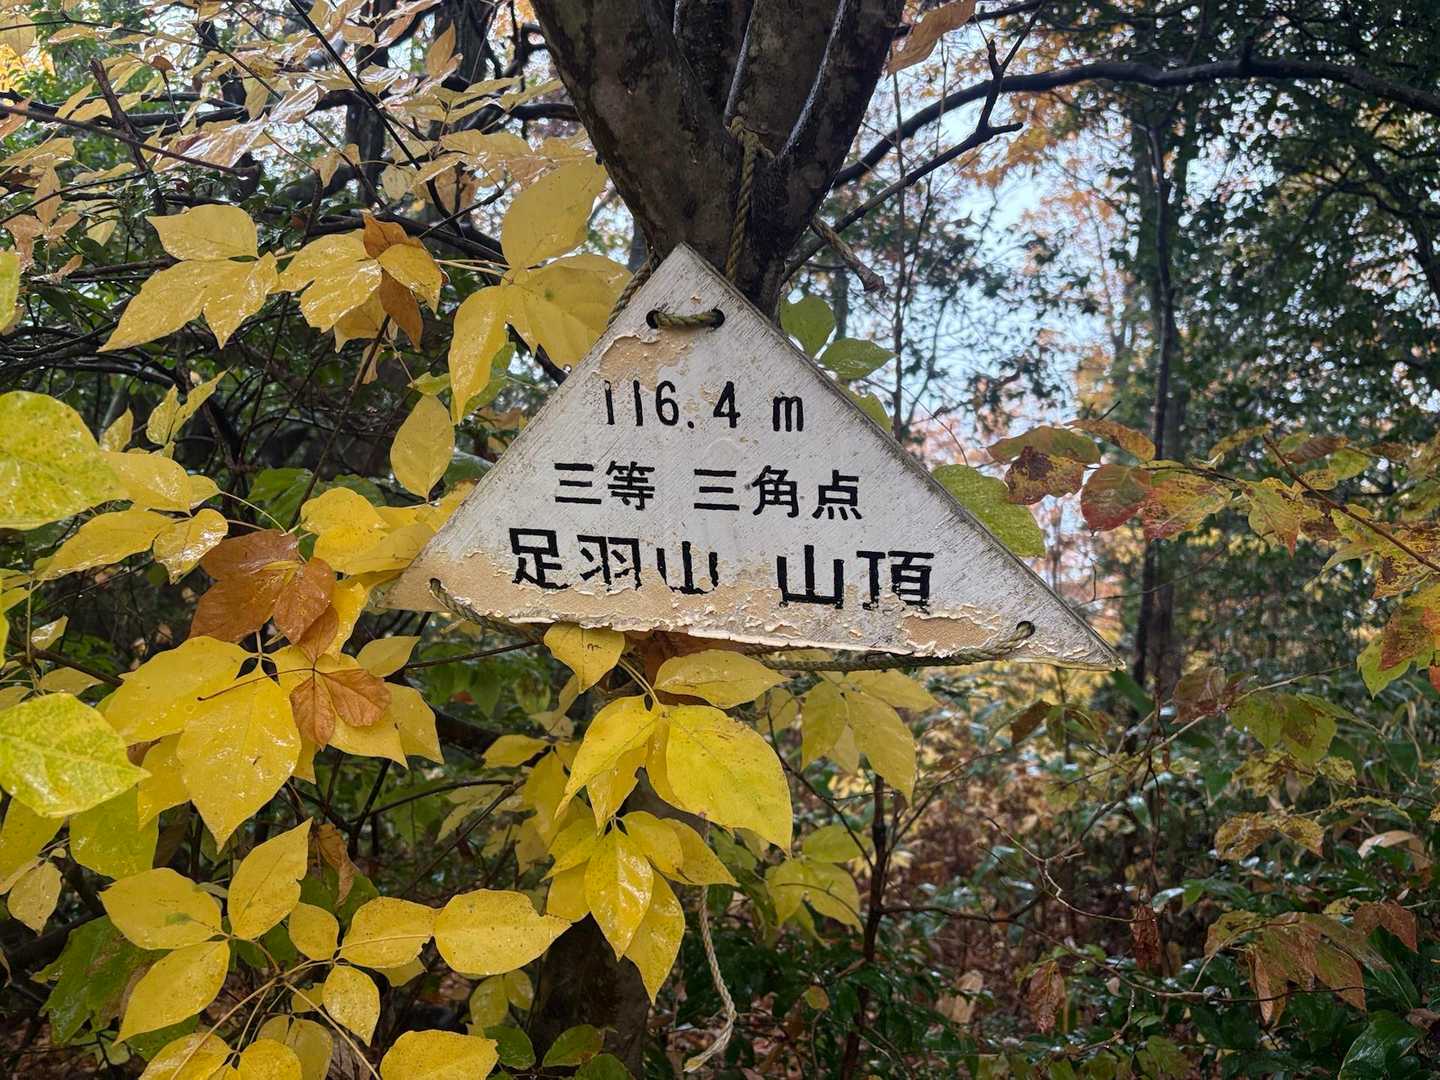 116.4 m
三等 三角点
足羽山 山頂